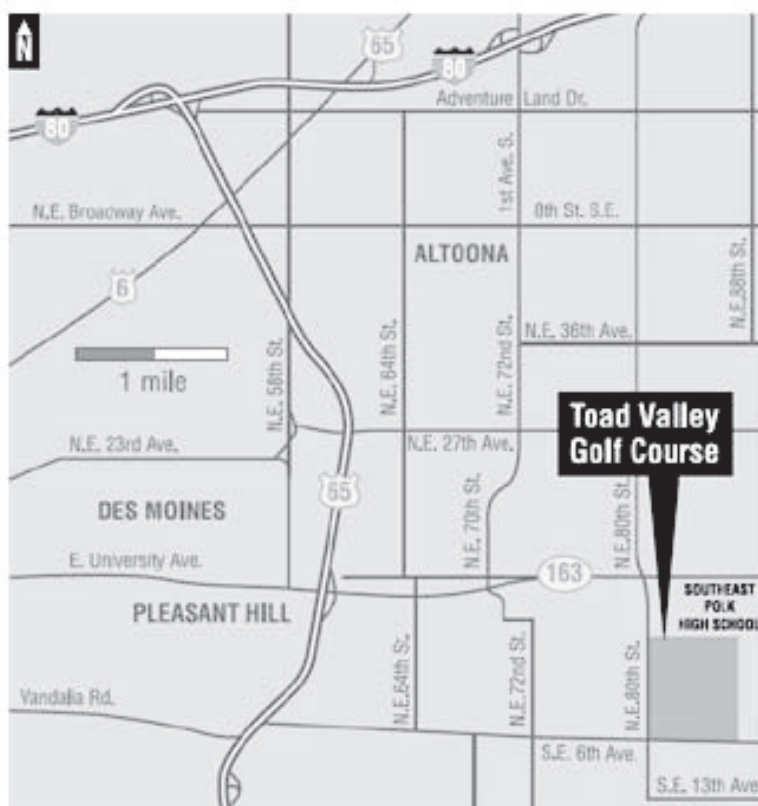 N
65
80
Adventure Land Dr.
80
1st Ave. S.
N.E. Broadway Ave.
8th St. S.E.
ALTOONA
N.E.88th St.
6
N.E. 36th Ave.
1 mile
N.E. 58th St.
N.E. 64th St.
N.E. 72nd St.
Toad Valley
Golf Course
N.E. 23rd Ave.
N.E. 27th Ave.
65
DES MOINES
N.E. 70th St.
N.E.80th St.
E. University Ave.
163
SOUTHEAST
POLK
HIGH SCHOOL
PLEASANT HILL
N.E.64th St.
N.E.72nd St.
N.E.80th St.
Vandalia Rd.
S.E. 6th Ave.
S.E. 13th Ave.